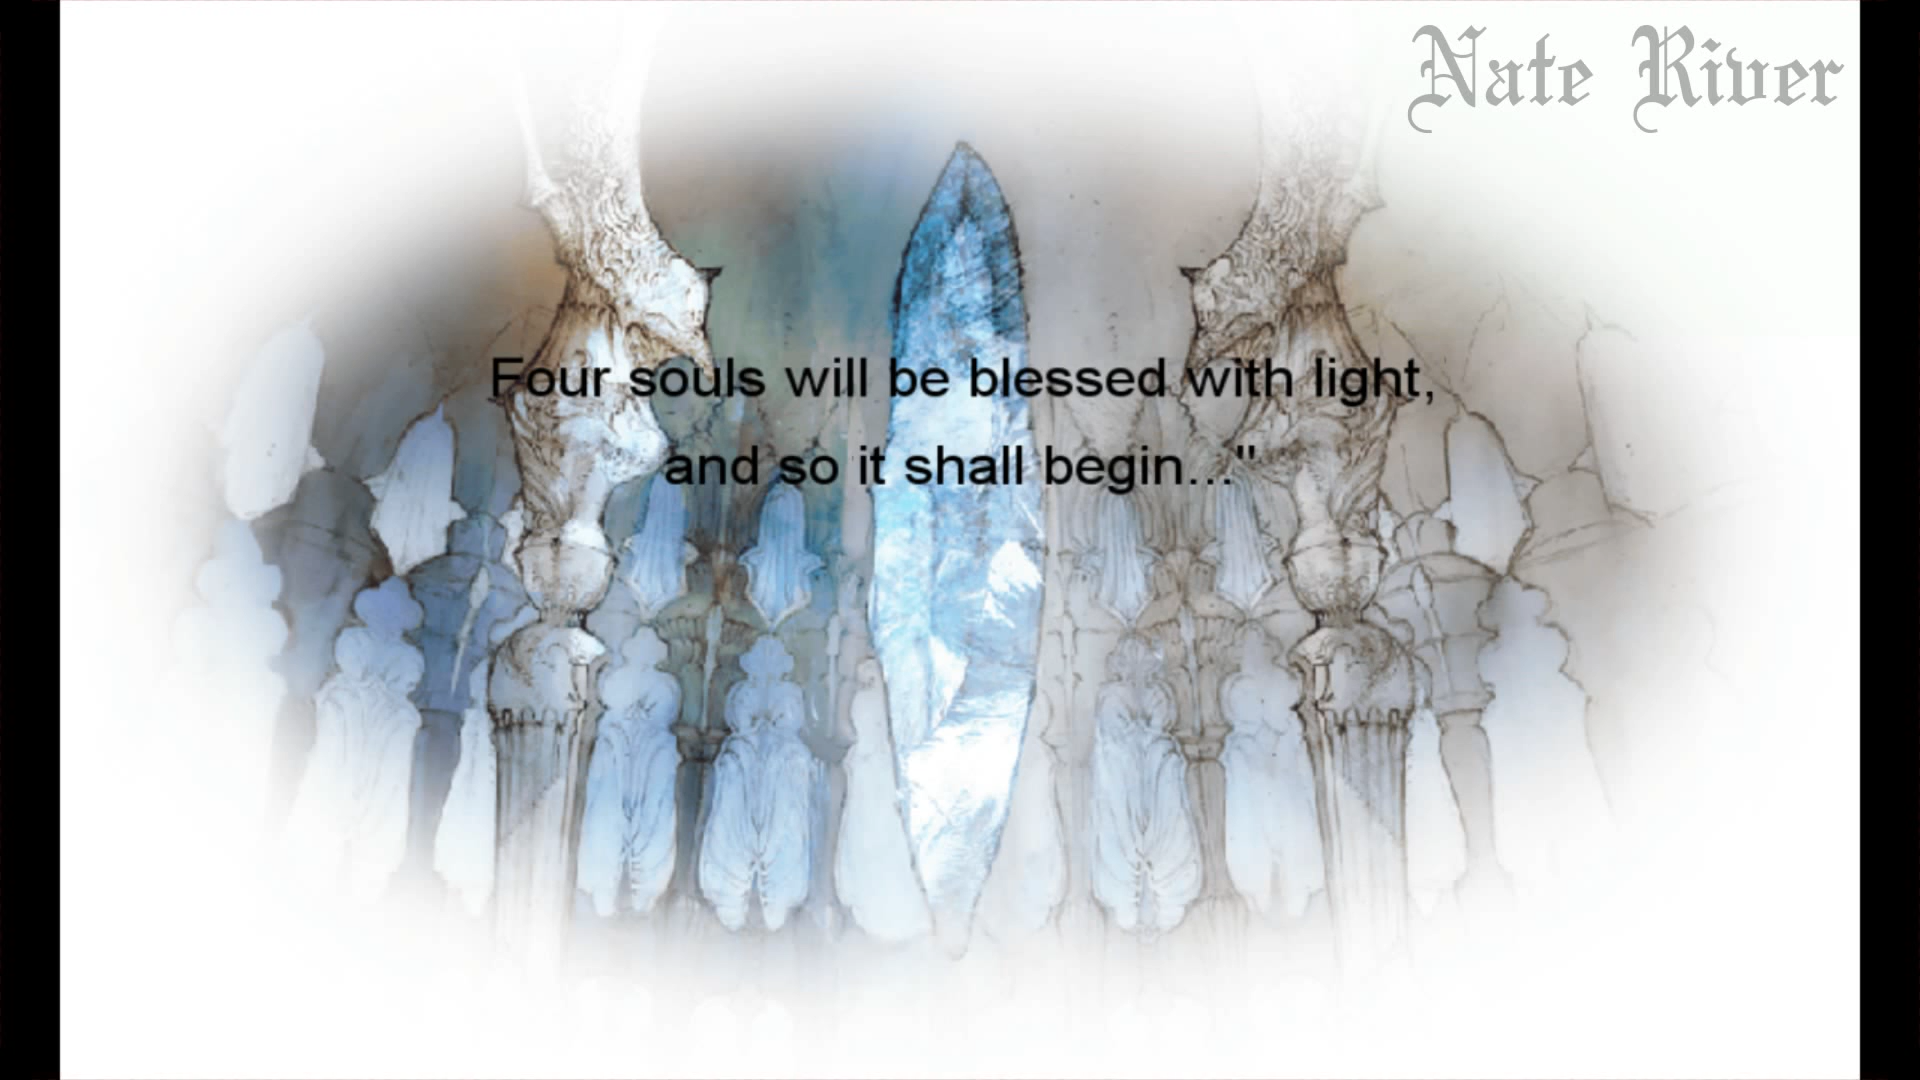 Nate River
Four souls will be blessed with light,
and so it shall begin..."